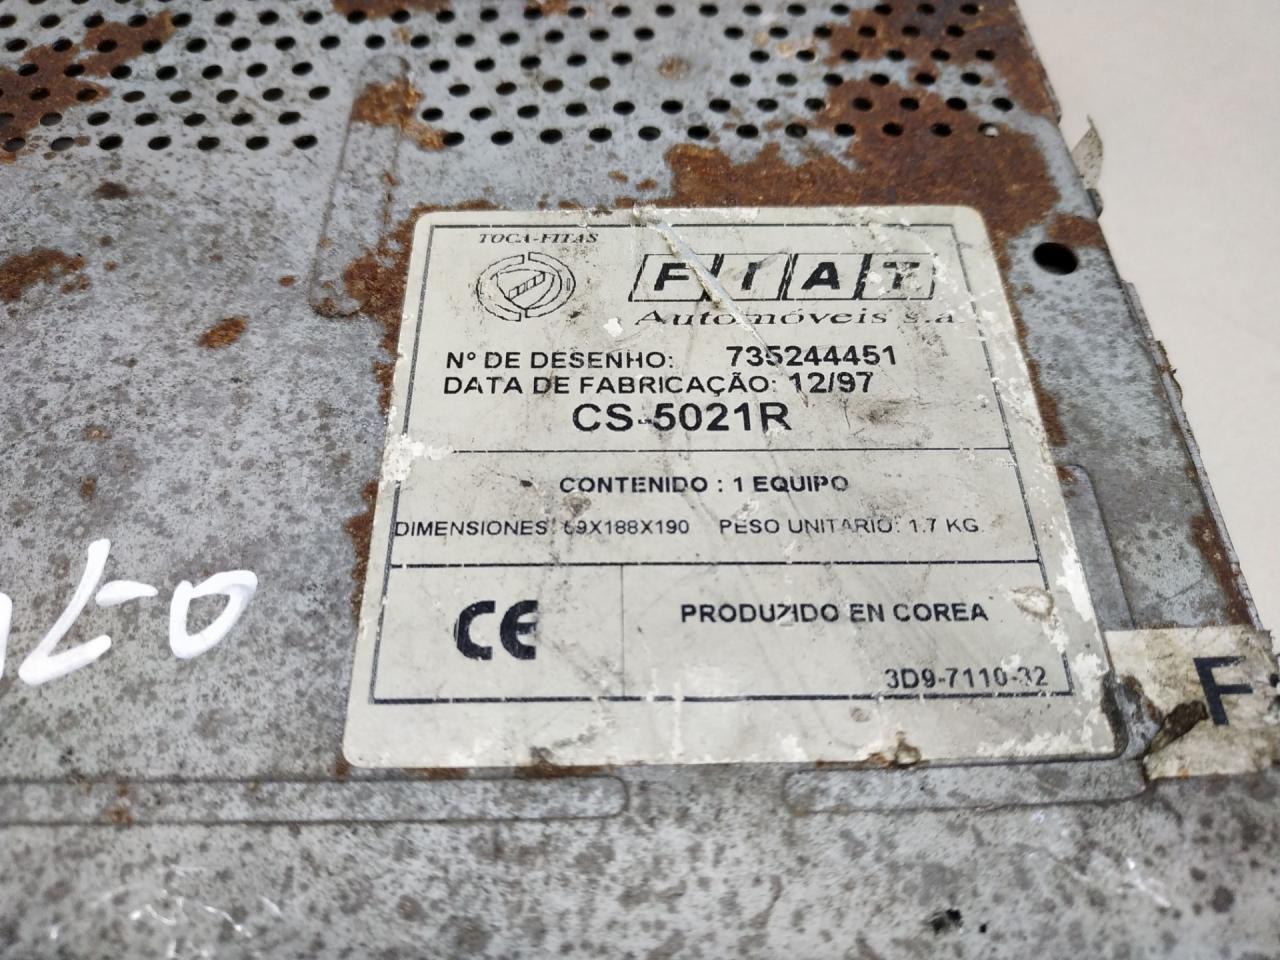 TOCA-FITAS
FIAT
Automóveis s.a
Nº DE DESENHO: 735244451
DATA DE FABRICAÇÃO: 12/97
CS-5021R
CONTENIDO : 1 EQUIPO
DIMENSIONES: 59X188X190 PESO UNITARIO: 1.7 KG.
CE
PRODUZIDO EN COREA
3D9-7110-32
F